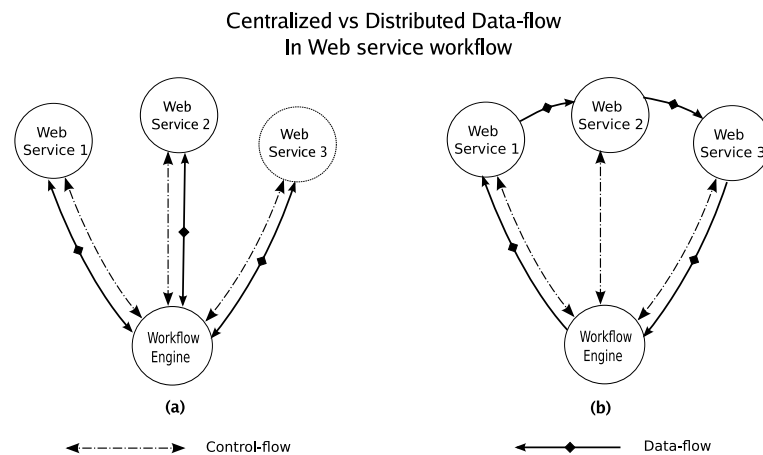 Centralized vs Distributed Data-flow
In Web service workflow
Web
Service 1
Web
Service 2
Web
Service 3
Workflow
Engine
(a)
Web
Service 1
Web
Service 2
Web
Service 3
Workflow
Engine
(b)
Control-flow
Data-flow